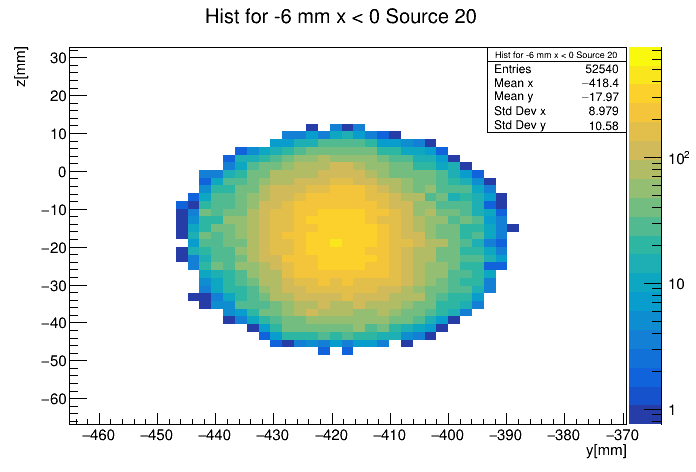 Hist for -6 mm x < 0 Source 20
z[mm]
30
20
10
0
−10
−20
−30
−40
−50
−60
Hist for -6 mm x < 0 Source 20
Entries 52540
Mean x −418.4
Mean y −17.97
Std Dev x 8.979
Std Dev y 10.58
10²
10
1
−460 −450 −440 −430 −420 −410 −400 −390 −380 −370
y[mm]